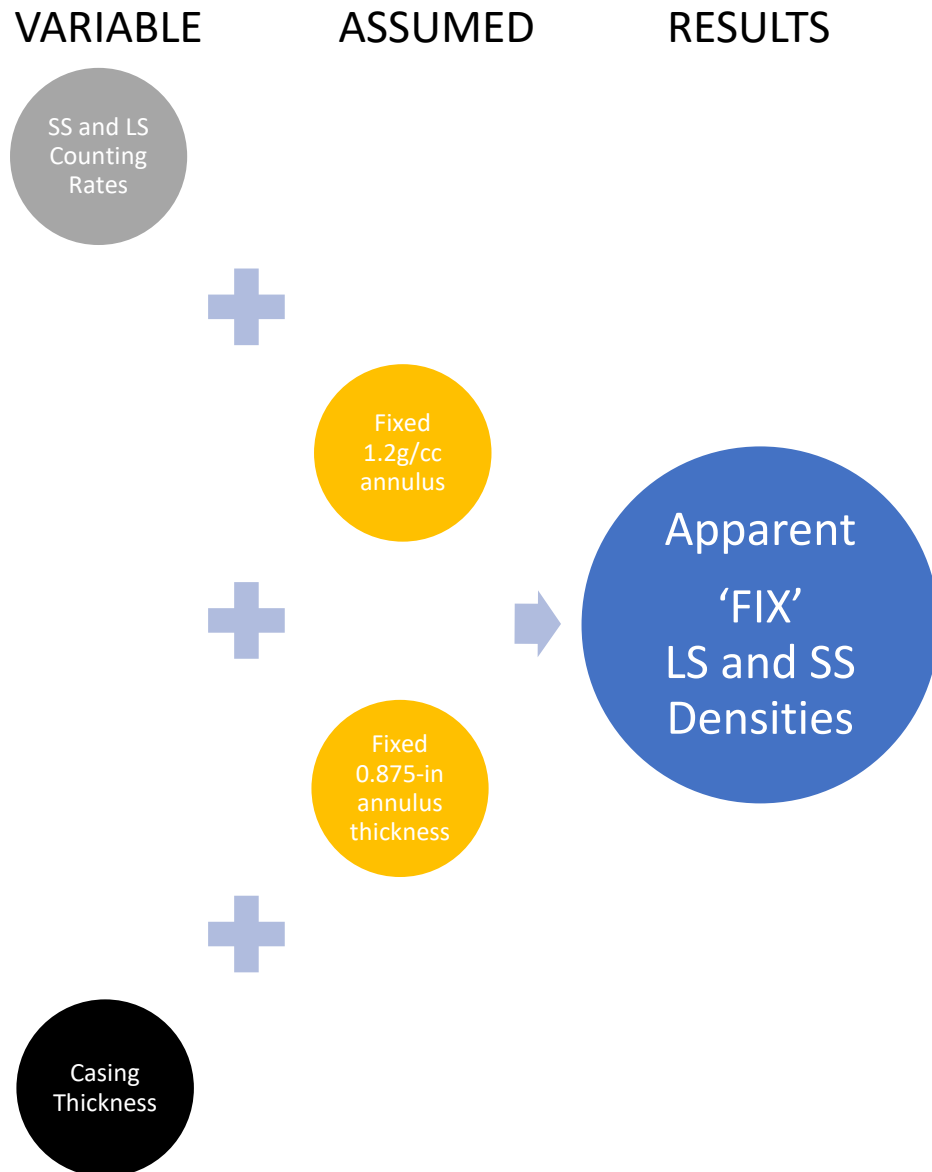 VARIABLE
ASSUMED
RESULTS
SS and LS
Counting
Rates
Fixed
1.2g/cc
annulus
Apparent
‘FIX’
LS and SS
Densities
Fixed
0.875-in
annulus
thickness
Casing
Thickness